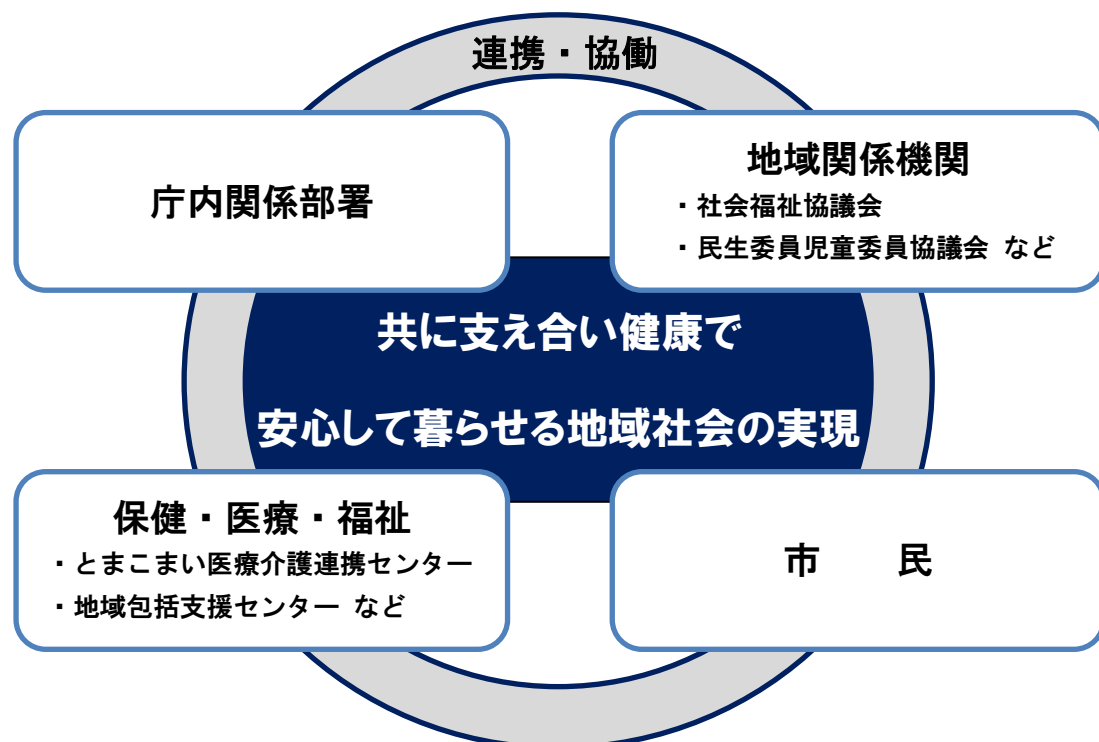 連携・協働
庁内関係部署
地域関係機関
・社会福祉協議会
・民生委員児童委員協議会 など
共に支え合い健康で
安心して暮らせる地域社会の実現
保健・医療・福祉
・とまこまい医療介護連携センター
・地域包括支援センター など
市　　民